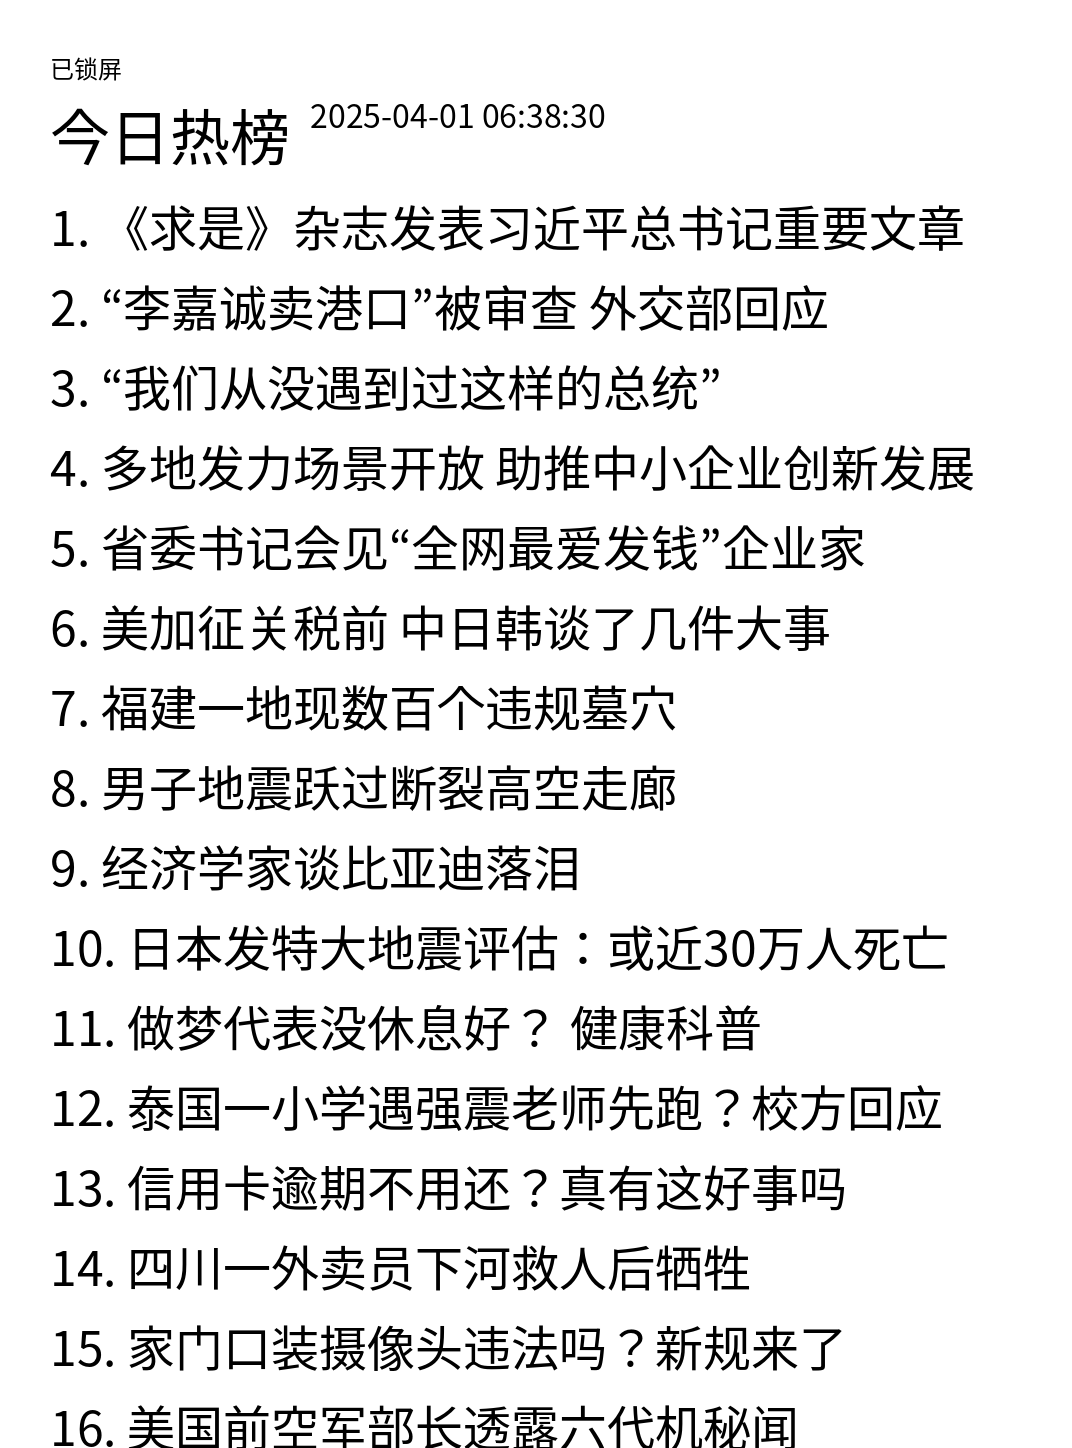 已锁屏
今日热榜 2025-04-01 06:38:30
1. 《求是》杂志发表习近平总书记重要文章
2. “李嘉诚卖港口”被审查 外交部回应
3. “我们从没遇到过这样的总统”
4. 多地发力场景开放 助推中小企业创新发展
5. 省委书记会见“全网最爱发钱”企业家
6. 美加征关税前 中日韩谈了几件大事
7. 福建一地现数百个违规墓穴
8. 男子地震跃过断裂高空走廊
9. 经济学家谈比亚迪落泪
10. 日本发特大地震评估：或近30万人死亡
11. 做梦代表没休息好？ 健康科普
12. 泰国一小学遇强震老师先跑？校方回应
13. 信用卡逾期不用还？真有这好事吗
14. 四川一外卖员下河救人后牺牲
15. 家门口装摄像头违法吗？新规来了
16. 美国前空军部长透露六代机秘闻